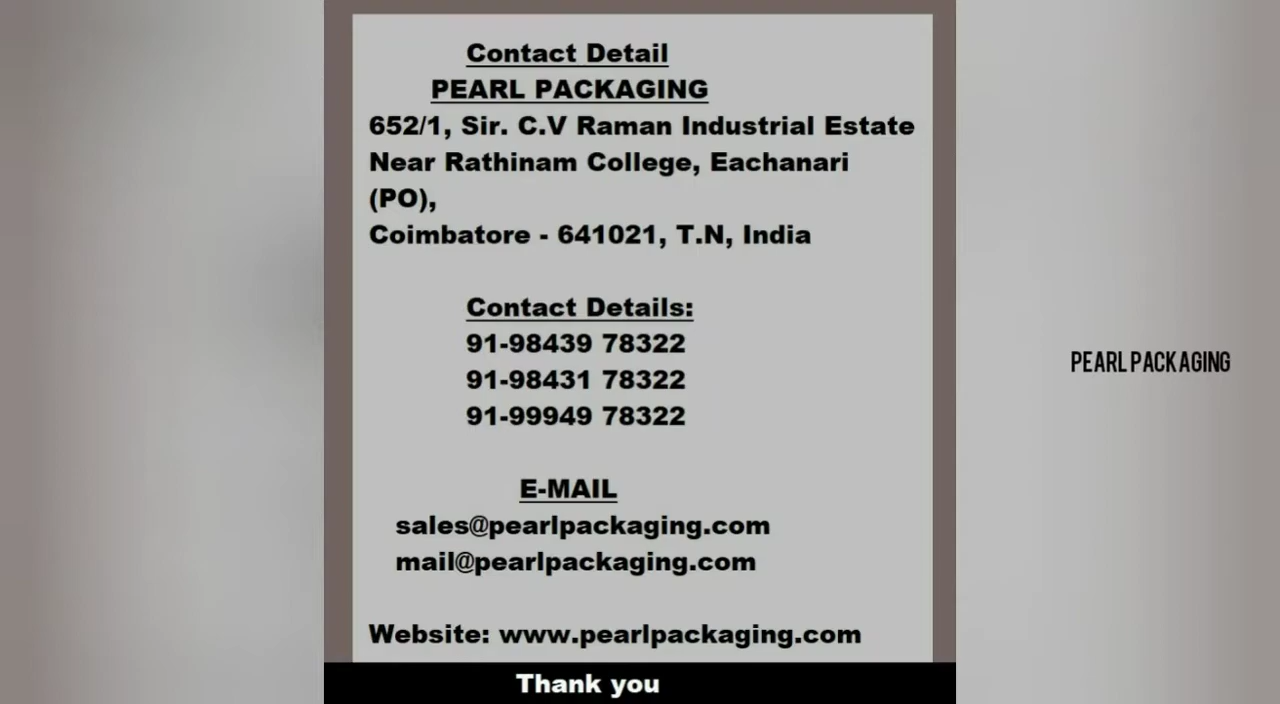 Contact Detail
PEARL PACKAGING
652/1, Sir. C.V Raman Industrial Estate
Near Rathinam College, Eachanari
(PO),
Coimbatore - 641021, T.N, India
Contact Details:
91-98439 78322
91-98431 78322
91-99949 78322
E-MAIL
sales@pearlpackaging.com
mail@pearlpackaging.com
Website: www.pearlpackaging.com
Thank you
PEARL PACKAGING